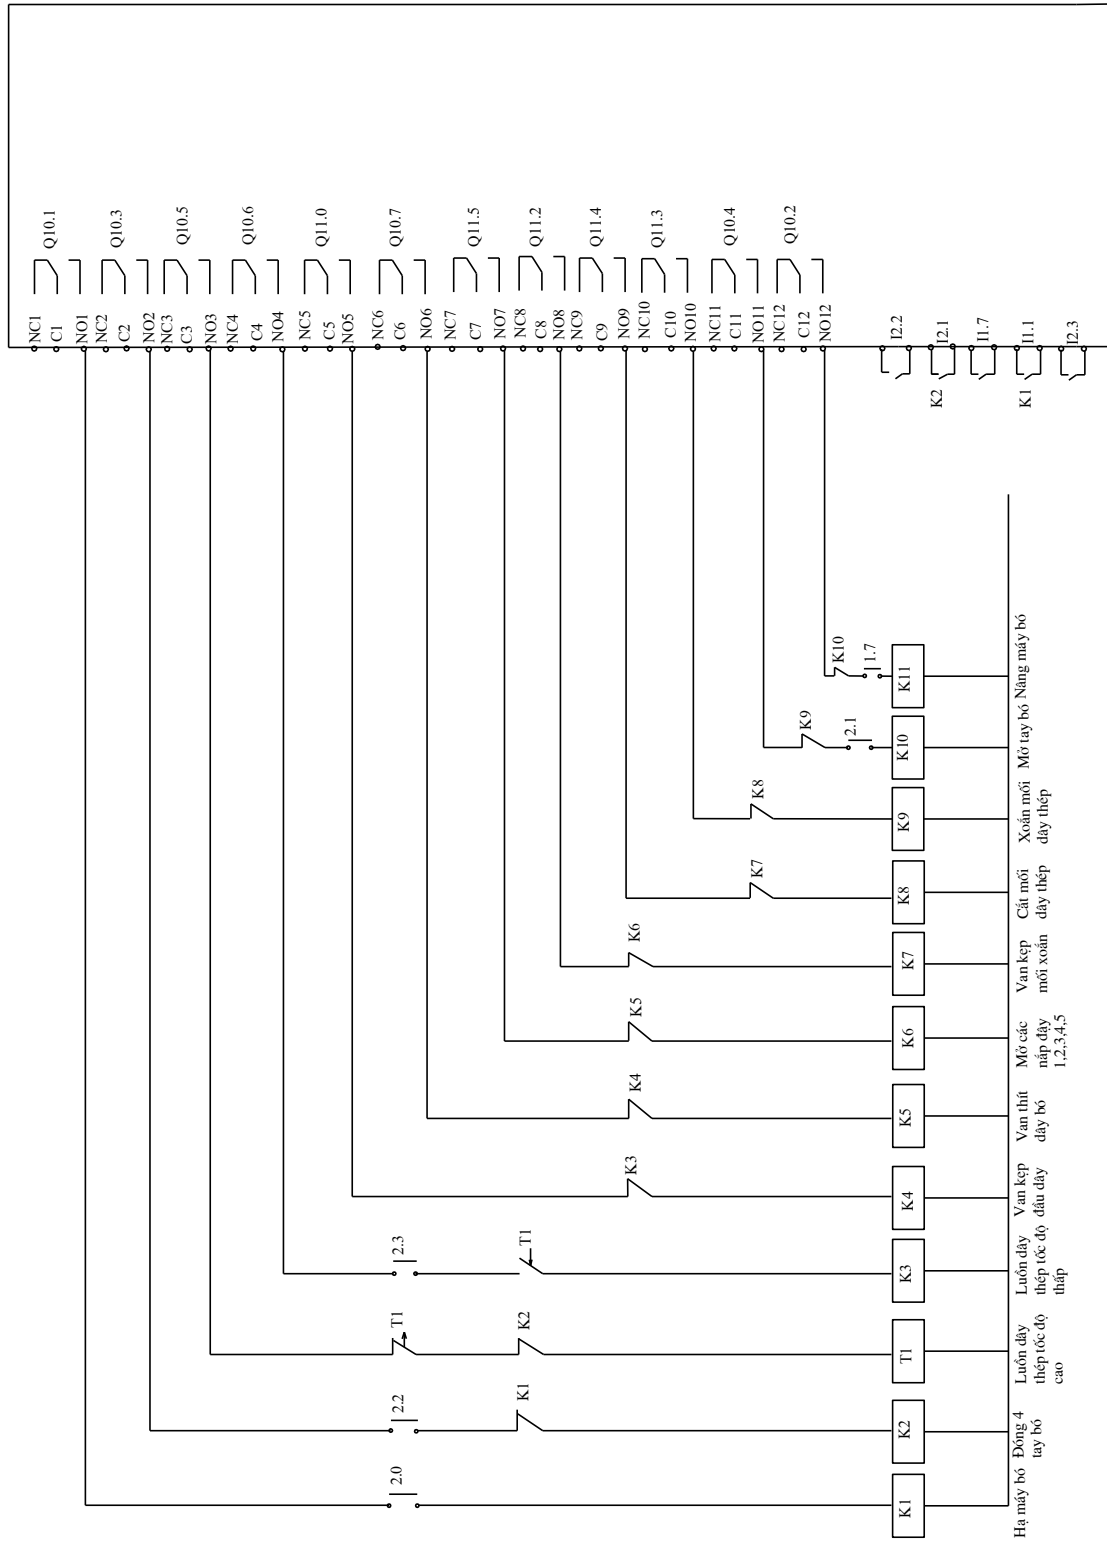 Q10.1
Q10.3
Q10.5
Q10.6
Q11.0
Q10.7
Q11.5
Q11.2
Q11.4
Q11.3
Q10.4
Q10.2
NC1
C1
NO1
NC2
C2
NO2
NC3
C3
NO3
NC4
C4
NO4
NC5
C5
NO5
NC6
C6
NO6
NC7
C7
NO7
NC8
C8
NO8
NC9
C9
NO9
NC10
C10
NO10
NC11
C11
NO11
NC12
C12
NO12
I2.2
I2.1
I1.7
I1.1
I2.3
K2
K1
2.0
2.2
T1
2.3
K1
K2
T1
K3
K4
K5
K6
K7
K8
K9
2.1
K10
1.7
K1
K2
T1
K3
K4
K5
K6
K7
K8
K9
K10
K11
Hạ máy bó
Đóng 4
tay bó
Luồn dây
thép tốc độ
cao
Luồn dây
thép tốc độ
thấp
Van kẹp
đầu dây
Van thít
dây bó
Mở các
nắp đậy
1,2,3,4,5
Van kẹp
mối xoắn
Cắt mối
dây thép
Xoắn mối
dây thép
Mở tay bó
Nâng máy bó